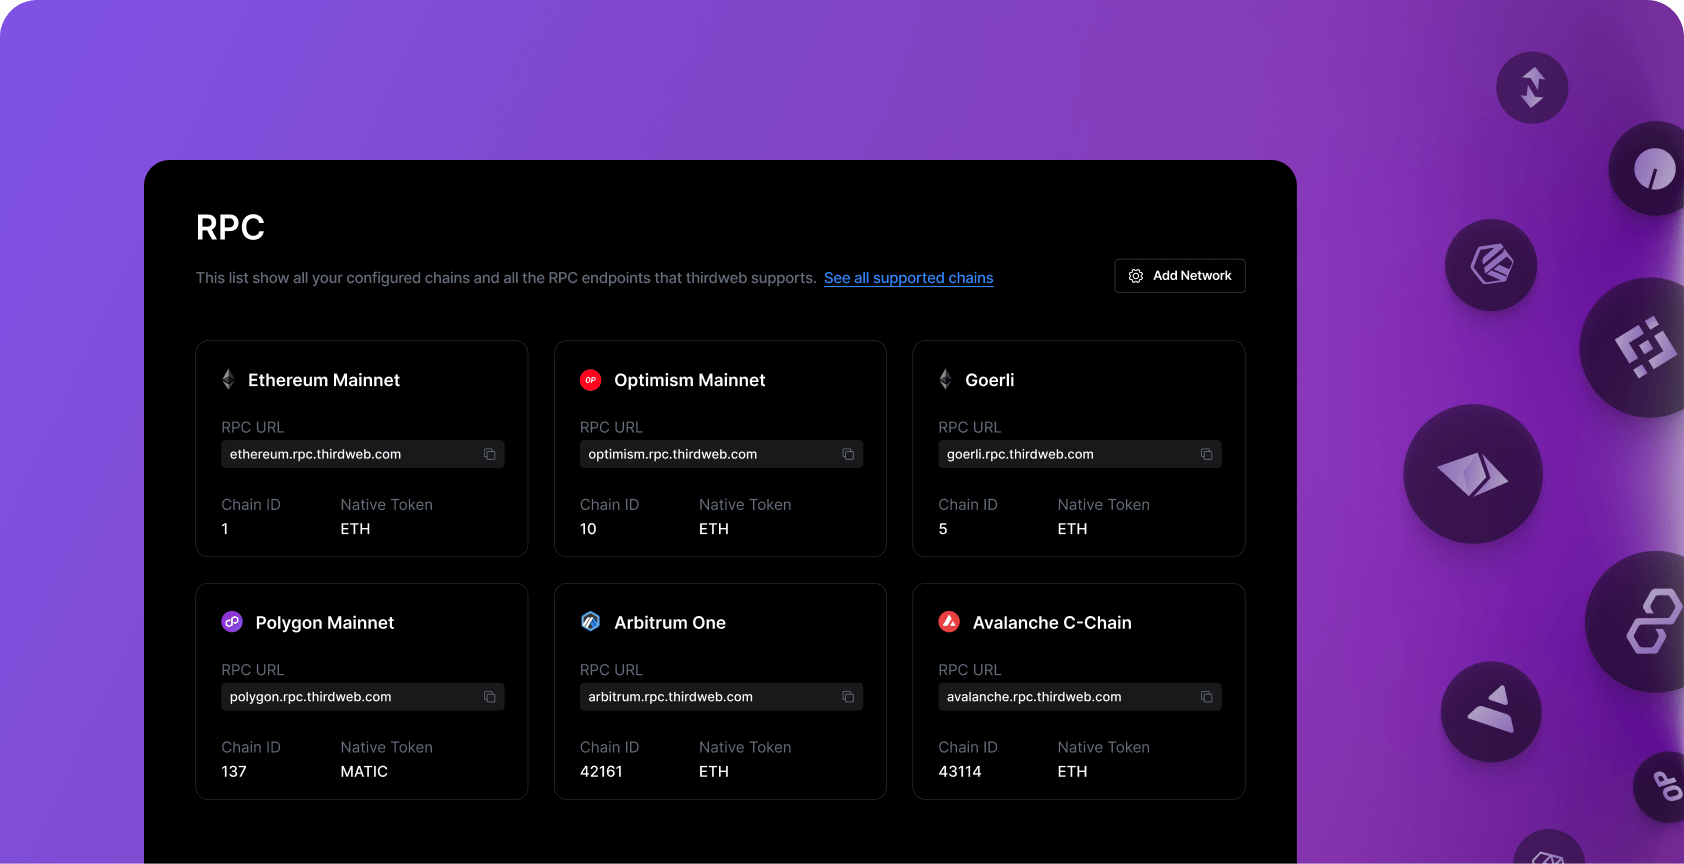 RPC
This list show all your configured chains and all the RPC endpoints that thirdweb supports. See all supported chains
Add Network
Ethereum Mainnet
RPC URL
ethereum.rpc.thirdweb.com
Chain ID Native Token
1 ETH
OP Optimism Mainnet
RPC URL
optimism.rpc.thirdweb.com
Chain ID Native Token
10 ETH
Goerli
RPC URL
goerli.rpc.thirdweb.com
Chain ID Native Token
5 ETH
Polygon Mainnet
RPC URL
polygon.rpc.thirdweb.com
Chain ID Native Token
137 MATIC
Arbitrum One
RPC URL
arbitrum.rpc.thirdweb.com
Chain ID Native Token
42161 ETH
Avalanche C-Chain
RPC URL
avalanche.rpc.thirdweb.com
Chain ID Native Token
43114 ETH
OP